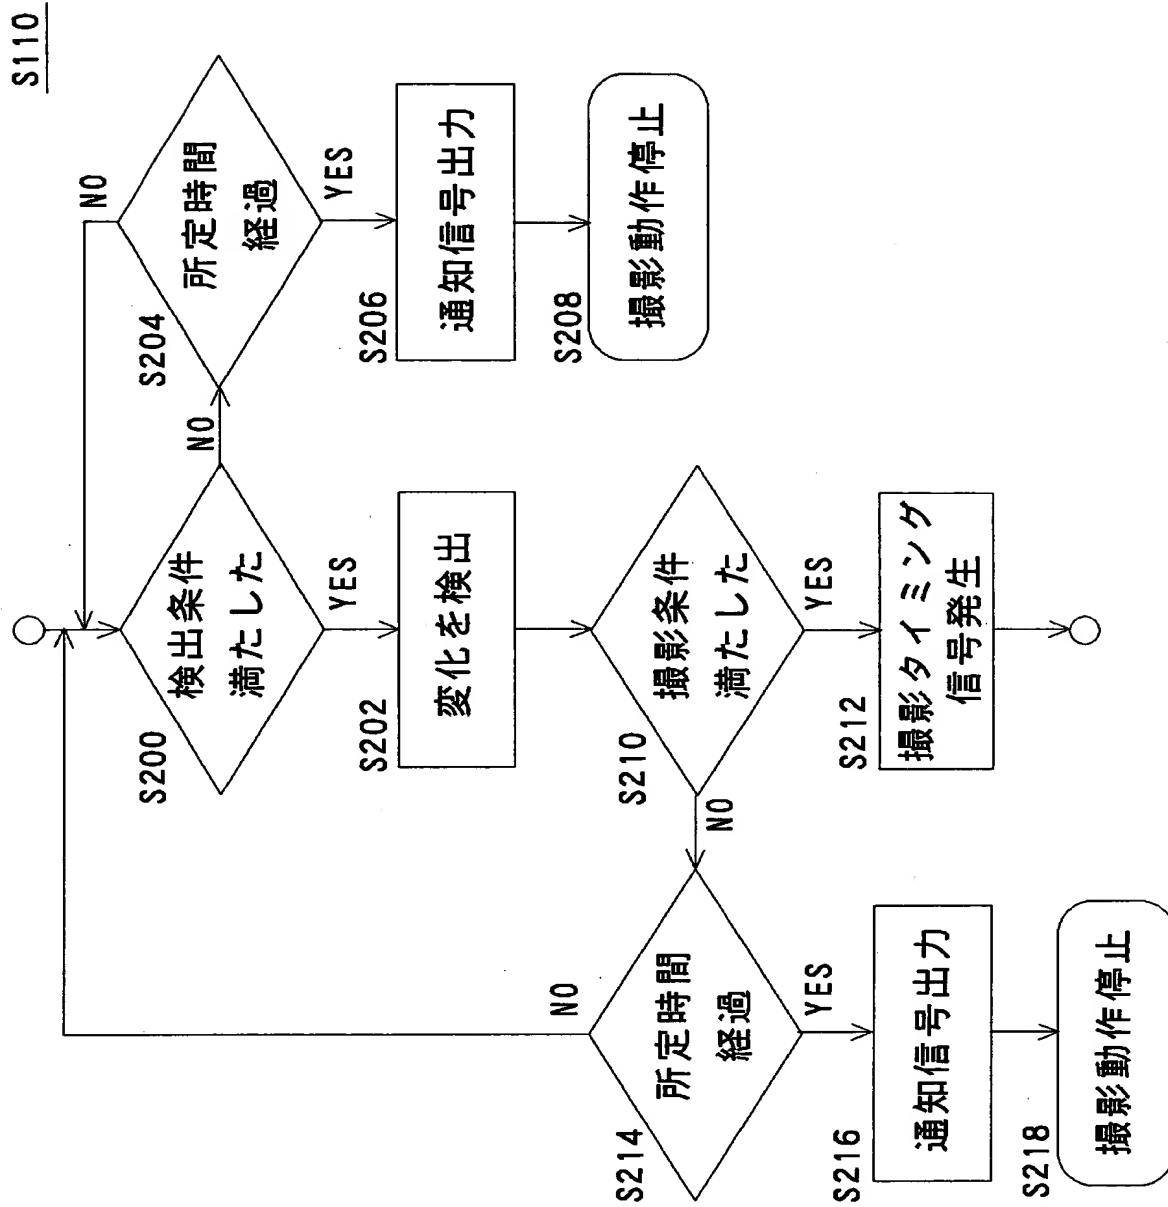 S110
S200
検出条件
満たした
NO
YES
S204
所定時間
経過
NO
YES
S202
変化を検出
S206
通知信号出力
S208
撮影動作停止
S210
撮影条件
満たした
NO
YES
S212
撮影タイミング
信号発生
S214
所定時間
経過
NO
YES
S216
通知信号出力
S218
撮影動作停止